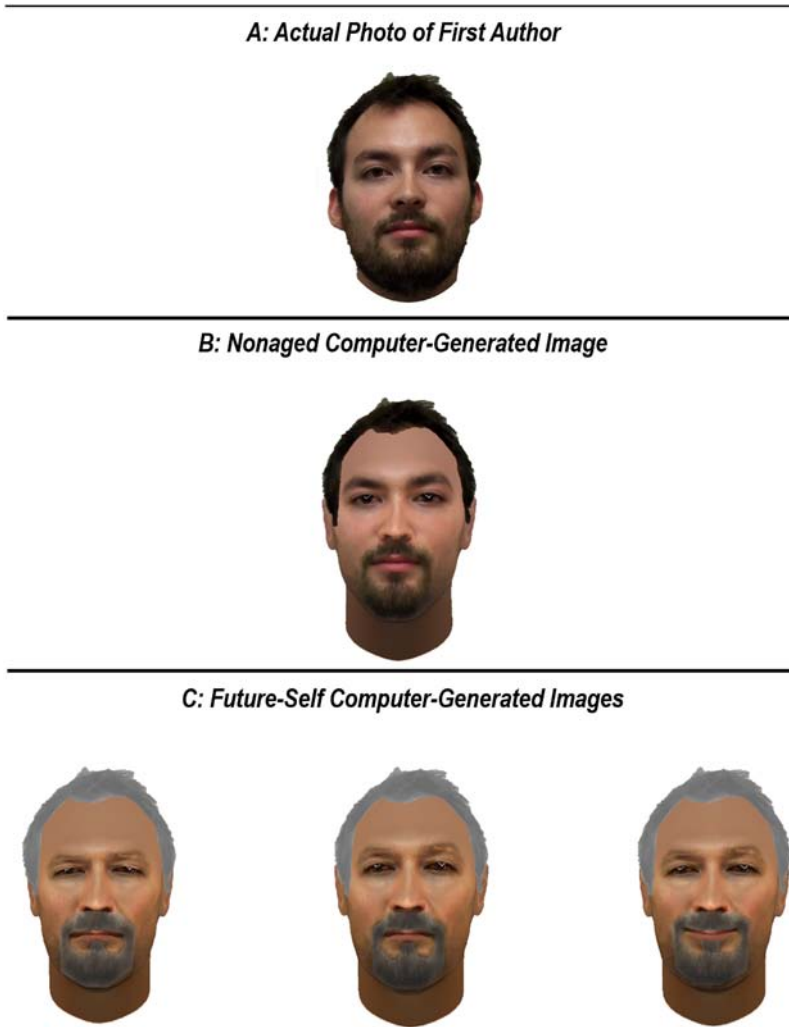 A: Actual Photo of First Author
B: Nonaged Computer-Generated Image
C: Future-Self Computer-Generated Images